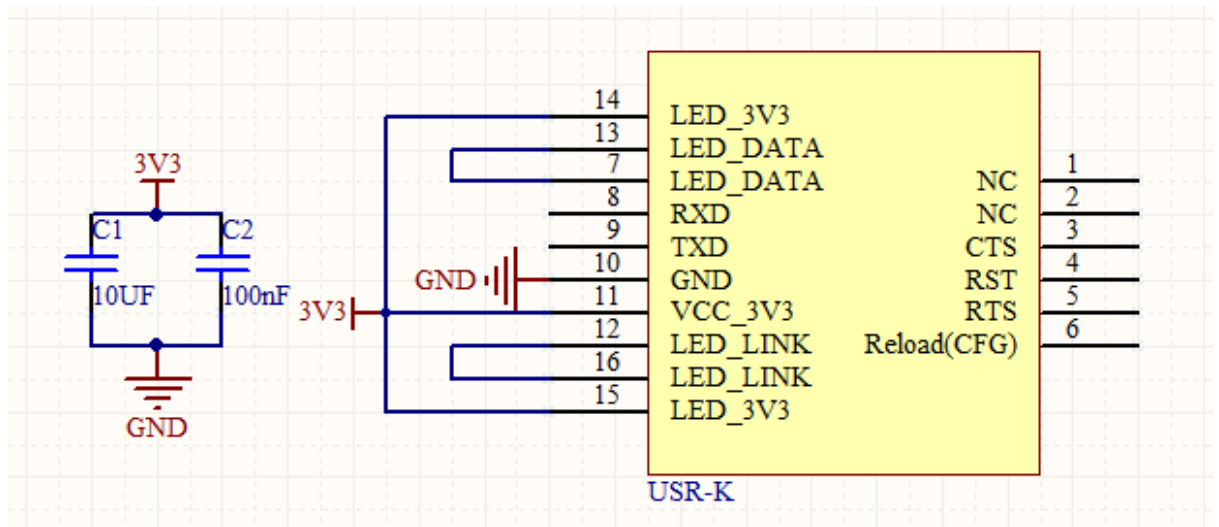 3V3
C1
C2
10UF
100nF
GND
3V3
GND
14
13
7
8
9
10
11
12
16
15
LED_3V3
LED_DATA
LED_DATA
RXD
TXD
GND
VCC_3V3
LED_LINK
LED_LINK
LED_3V3
NC
NC
CTS
RST
RTS
Reload(CFG)
1
2
3
4
5
6
USR-K